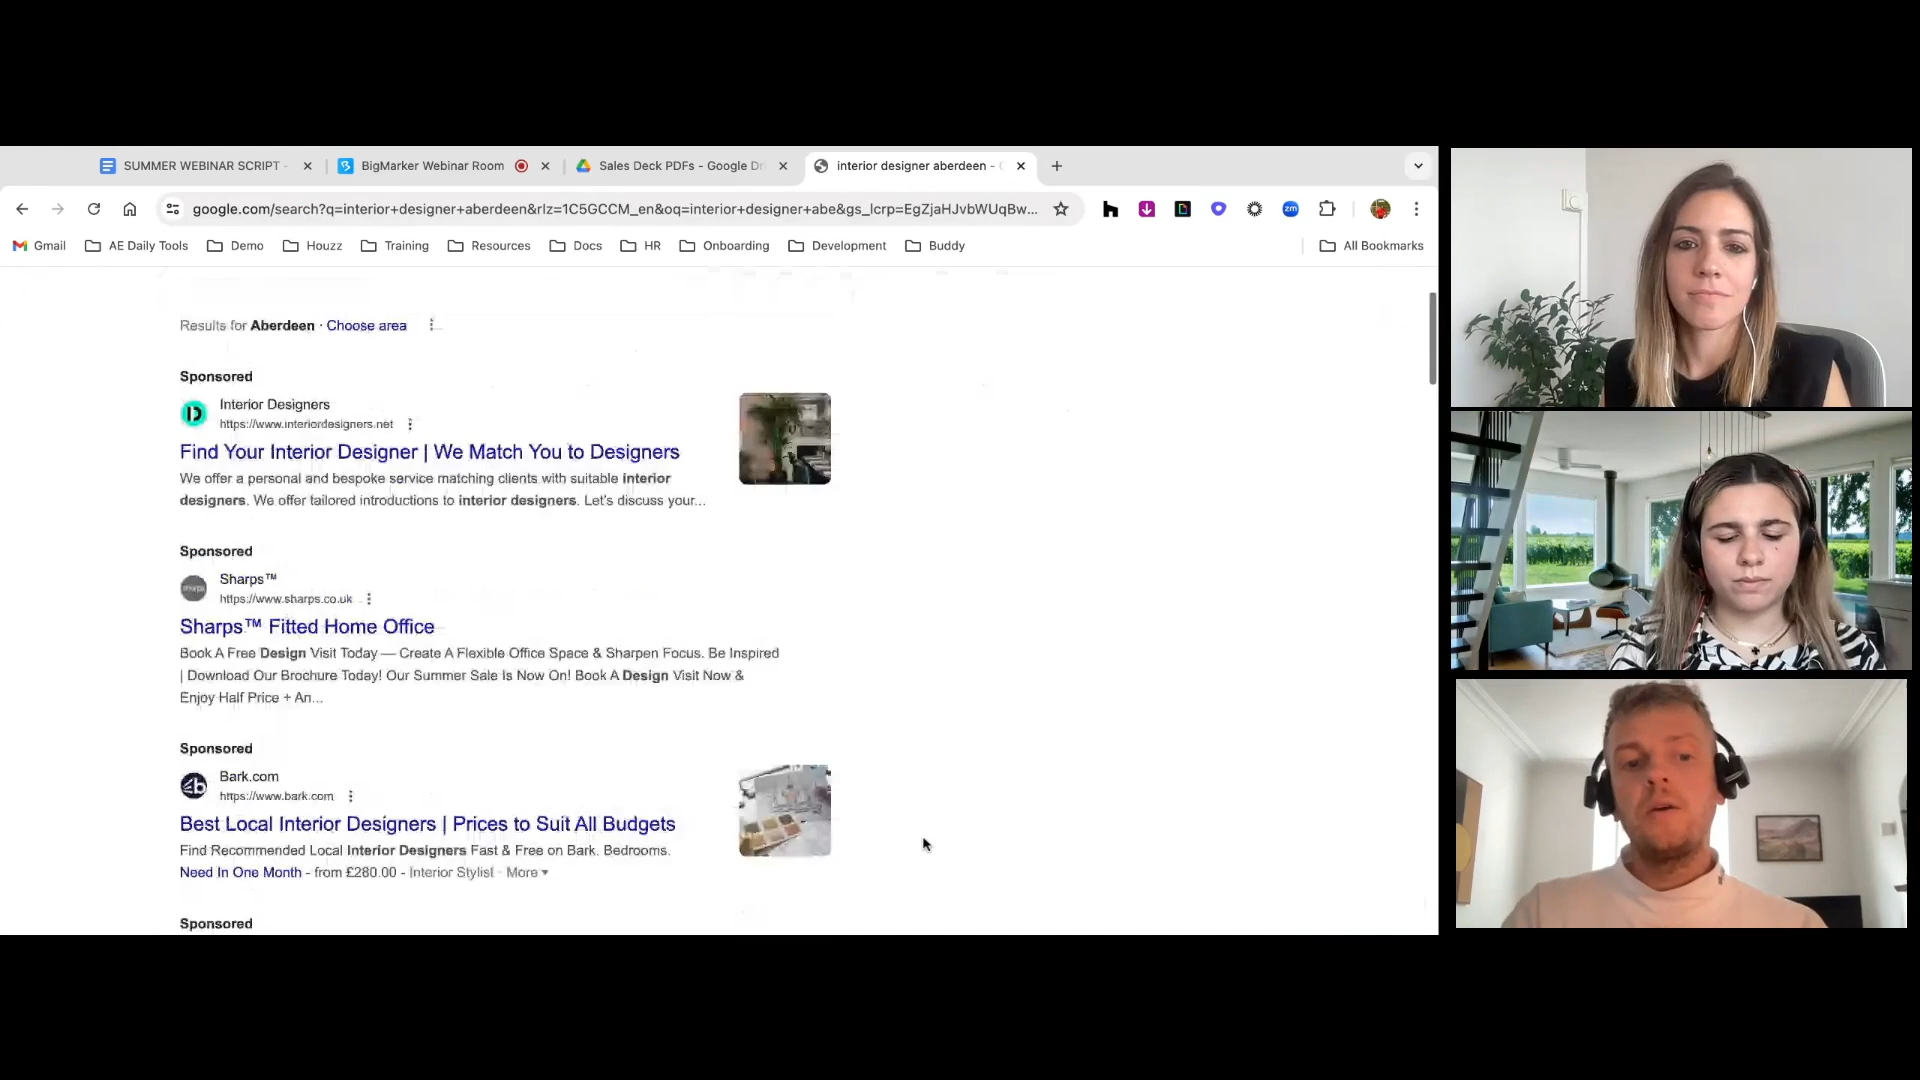 SUMMER WEBINAR SCRIPT -
BigMarker Webinar Room
Sales Deck PDFs - Google Dr
interior designer aberdeen -
google.com/search?q=interior+designer+aberdeen&rlz=1C5GCCM_en&oq=interior+designer+abe&gs_lcrp=EgZjaHJvbWUqBw...
zm
Gmail
AE Daily Tools
Demo
Houzz
Training
Resources
Docs
HR
Onboarding
Development
Buddy
All Bookmarks
Results for Aberdeen · Choose area
Sponsored
Interior Designers
https://www.interiordesigners.net
Find Your Interior Designer | We Match You to Designers
We offer a personal and bespoke service matching clients with suitable interior
designers. We offer tailored introductions to interior designers. Let's discuss your...
Sponsored
Sharps™
https://www.sharps.co.uk
Sharps™ Fitted Home Office
Book A Free Design Visit Today — Create A Flexible Office Space & Sharpen Focus. Be Inspired
| Download Our Brochure Today! Our Summer Sale Is Now On! Book A Design Visit Now &
Enjoy Half Price + An...
Sponsored
Bark.com
https://www.bark.com
Best Local Interior Designers | Prices to Suit All Budgets
Find Recommended Local Interior Designers Fast & Free on Bark. Bedrooms.
Need In One Month - from £280.00 - Interior Stylist · More
Sponsored